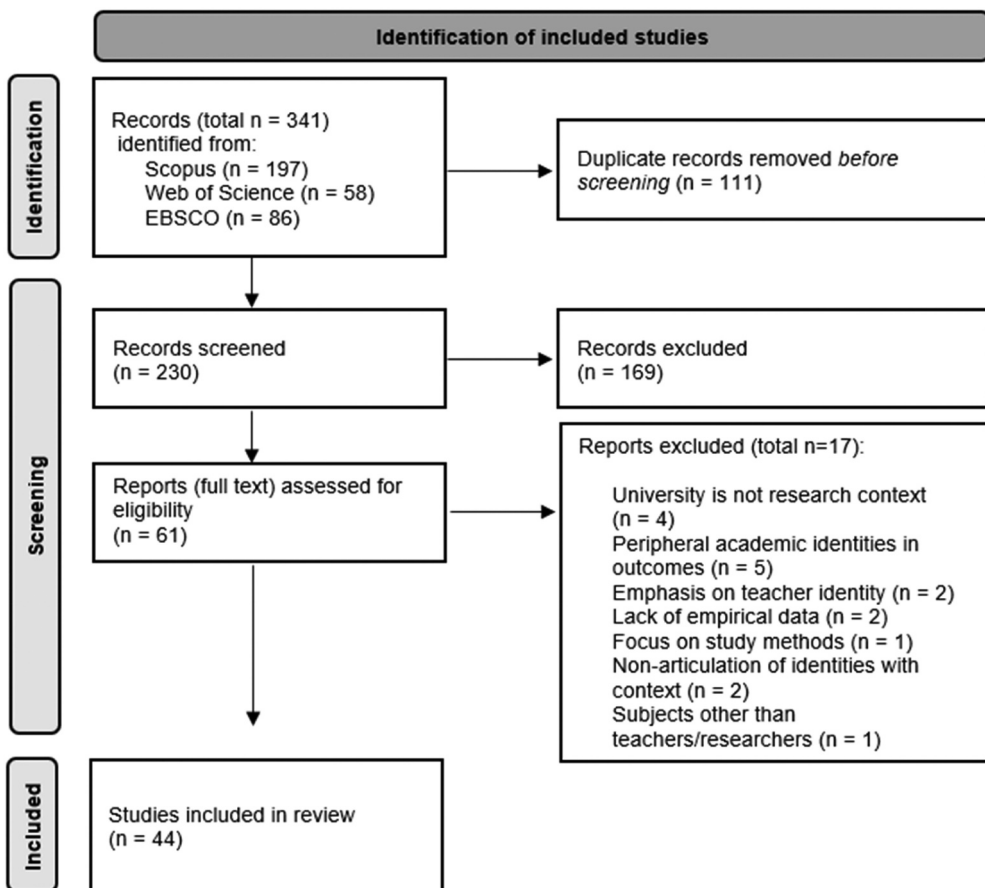 Identification of included studies
Identification
Records (total n = 341)
identified from:
Scopus (n = 197)
Web of Science (n = 58)
EBSCO (n = 86)
Duplicate records removed before
screening (n = 111)
Screening
Records screened
(n = 230)
Records excluded
(n = 169)
Reports (full text) assessed for
eligibility
(n = 61)
Reports excluded (total n=17):
University is not research context
(n = 4)
Peripheral academic identities in
outcomes (n = 5)
Emphasis on teacher identity (n = 2)
Lack of empirical data (n = 2)
Focus on study methods (n = 1)
Non-articulation of identities with
context (n = 2)
Subjects other than
teachers/researchers (n = 1)
Included
Studies included in review
(n = 44)